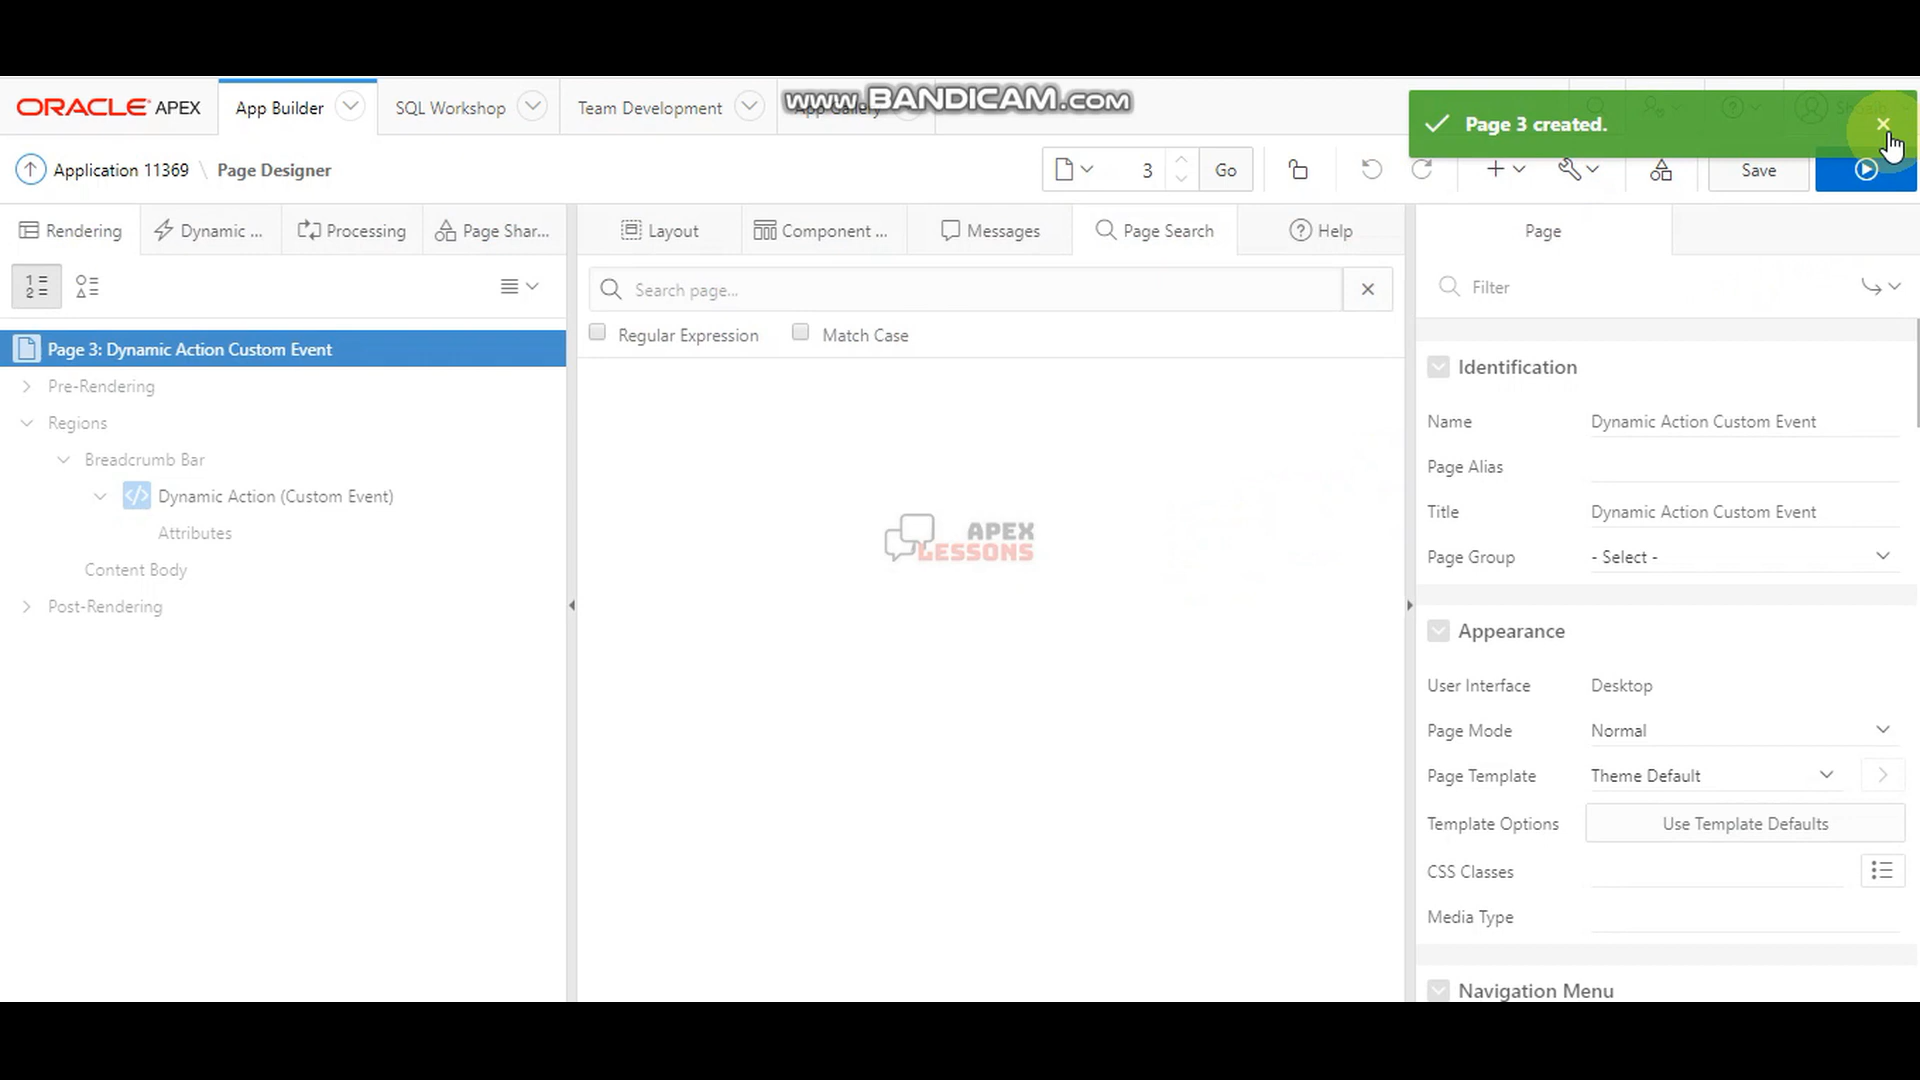 ORACLE APEX
App Builder
SQL Workshop
Team Development
App Gallery
www.BANDICAM.com
Page 3 created.
Application 11369 \ Page Designer
3
Go
Save
Rendering
Dynamic ...
Processing
Page Shar...
Layout
Component ...
Messages
Page Search
Help
Page
Search page...
Filter
Regular Expression
Match Case
Page 3: Dynamic Action Custom Event
Pre-Rendering
Regions
Breadcrumb Bar
Dynamic Action (Custom Event)
Attributes
Content Body
Post-Rendering
APEX
LESSONS
Identification
Name Dynamic Action Custom Event
Page Alias
Title Dynamic Action Custom Event
Page Group - Select -
Appearance
User Interface Desktop
Page Mode Normal
Page Template Theme Default
Template Options Use Template Defaults
CSS Classes
Media Type
Navigation Menu